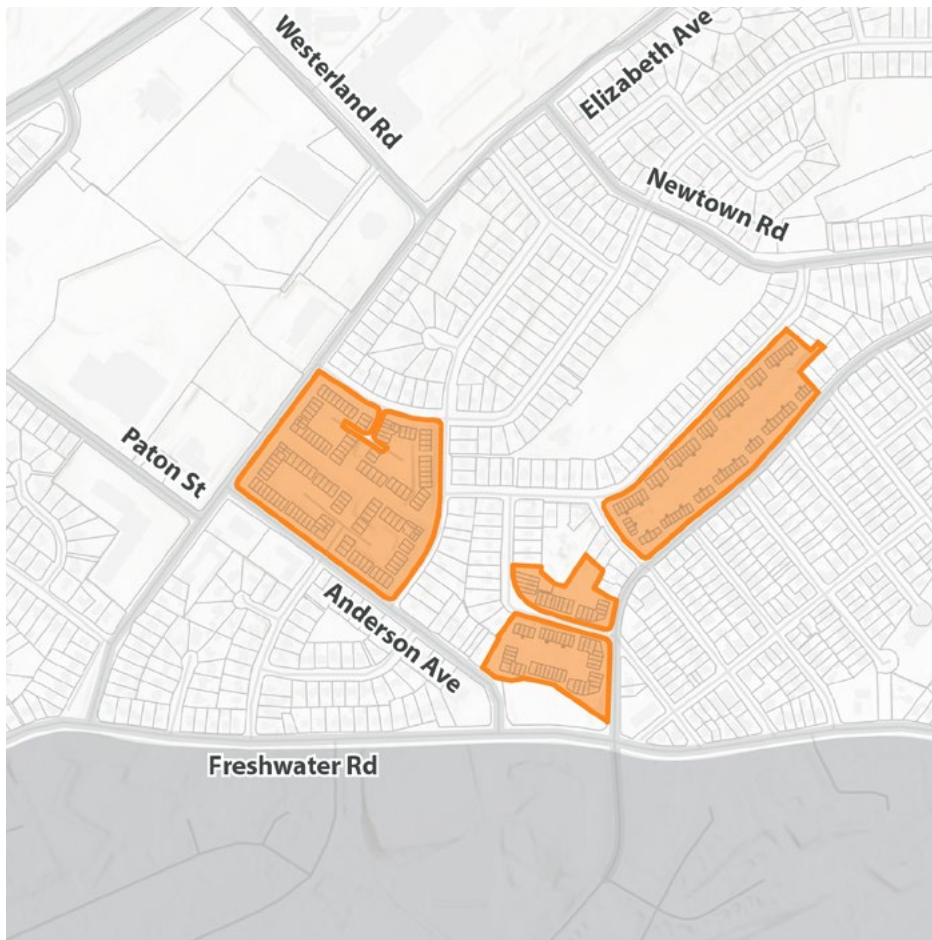 Westerland Rd
Elizabeth Ave
Newtown Rd
Paton St
Anderson Ave
Freshwater Rd